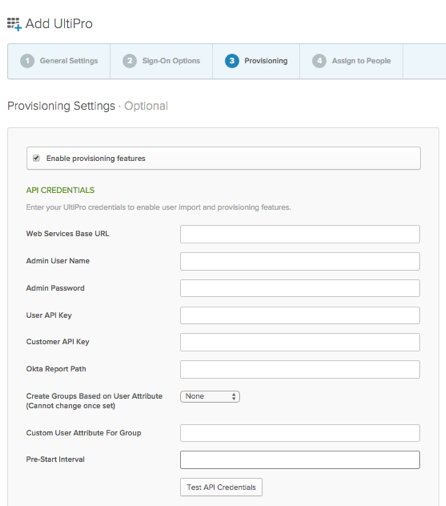 Add UltiPro
1 General Settings 2 Sign-On Options 3 Provisioning 4 Assign to People
Provisioning Settings · Optional
Enable provisioning features
API CREDENTIALS
Enter your UltiPro credentials to enable user import and provisioning features.
Web Services Base URL
Admin User Name
Admin Password
User API Key
Customer API Key
Okta Report Path
Create Groups Based on User Attribute None
(Cannot change once set)
Custom User Attribute For Group
Pre-Start Interval
Test API Credentials